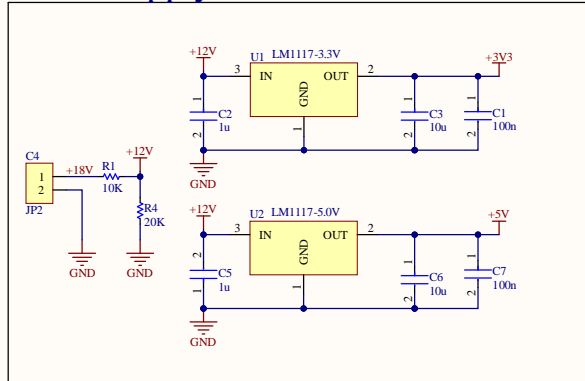 +12V
U1 LM1117-3.3V
+3V3
3 IN OUT 2
GND
1
1 C2
2 1u
1 C3
2 10u
1 C1
2 100n
GND
C4
1
2
JP2
+18V
R1
10K
+12V
R4
20K
GND
GND
+12V
U2 LM1117-5.0V
+5V
3 IN OUT 2
GND
1
2 C5
1 1u
1 C6
2 10u
1 C7
2 100n
GND